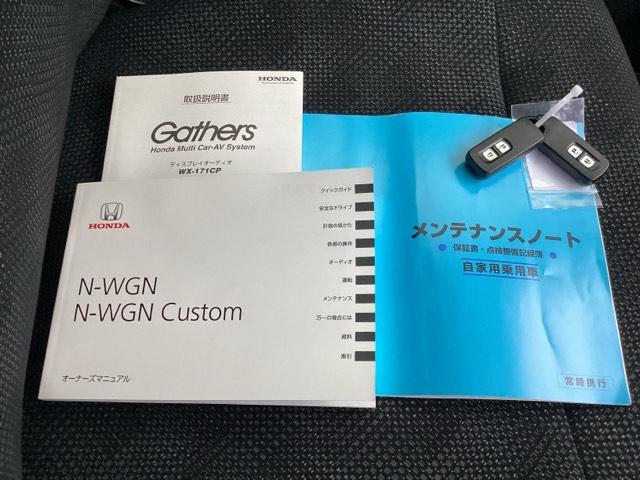 HONDA
取扱説明書
Gathers
Honda Multi Car-AV System
ディスプレイオーディオ
WX-171CP
HONDA
N-WGN
N-WGN Custom
オーナーズマニュアル
クイックガイド
安全なドライブ
計器の見かた
各部の操作
オーディオ
運転
メンテナンス
万一の場合には
資料
索引
メンテナンスノート
保証書・点検整備記録簿
自家用乗用車
常時携行